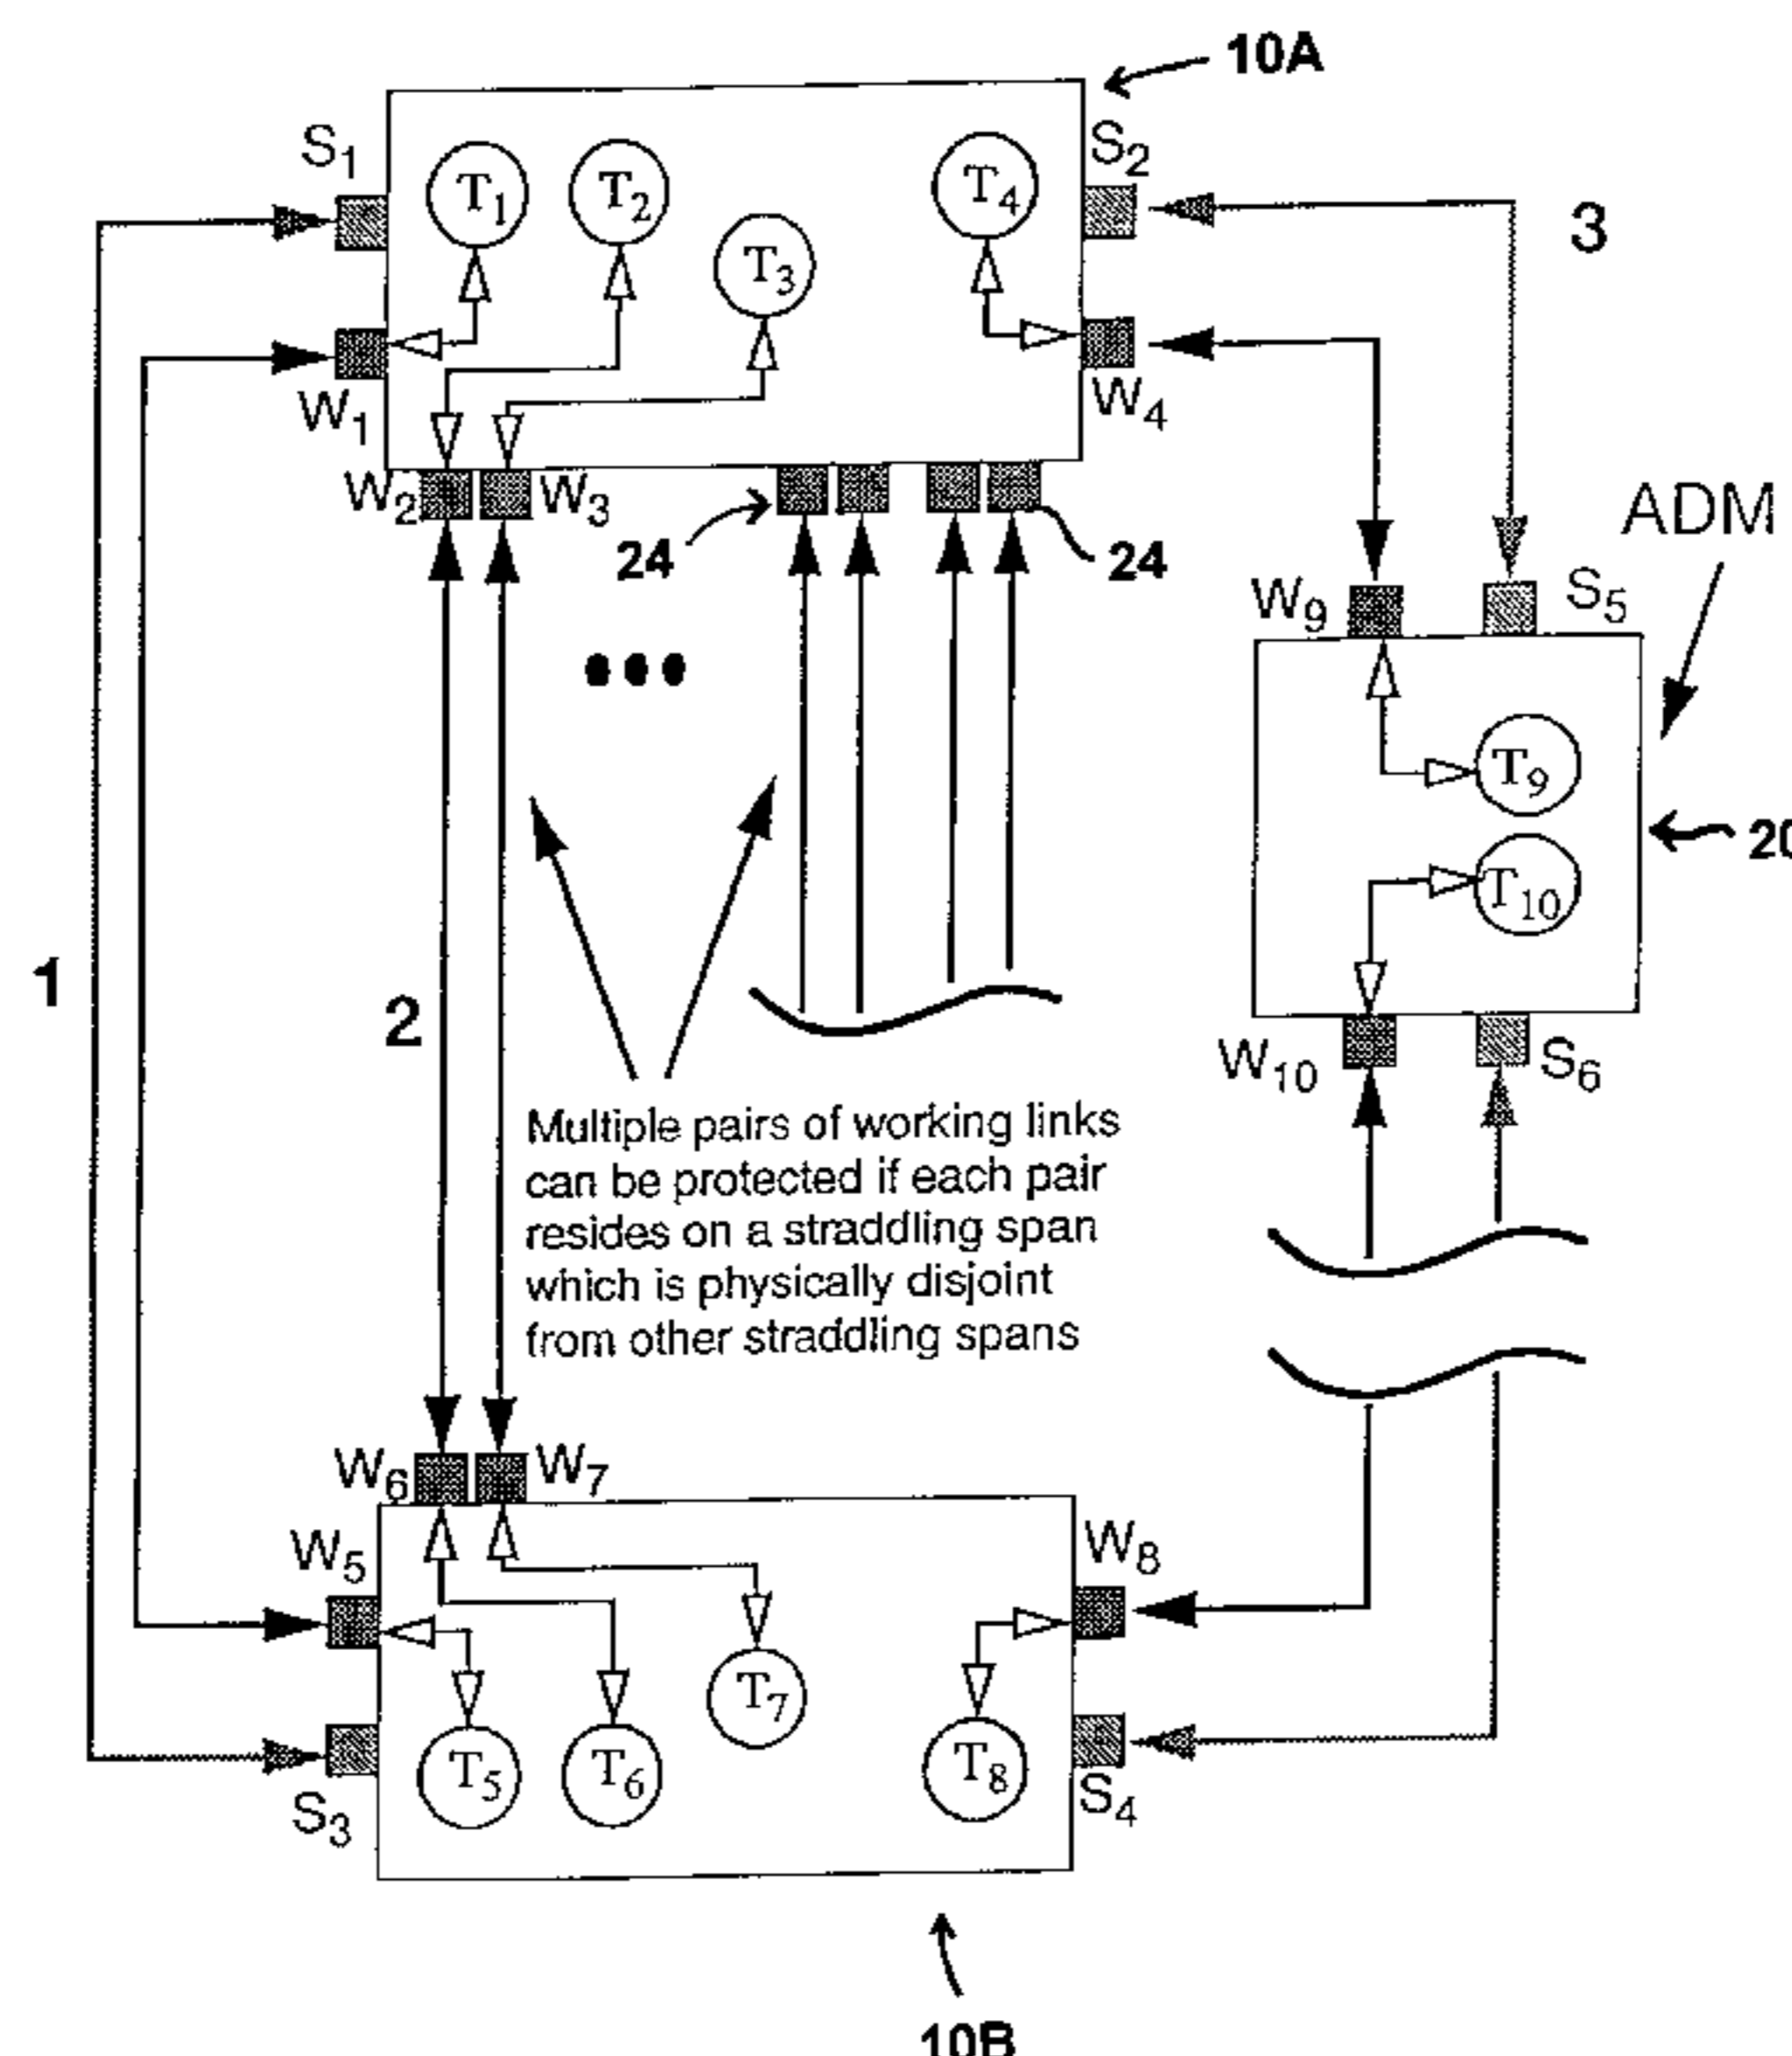 10A
S1
S2
T1
T2
T4
3
T3
W1
W4
W2
W3
24
24
ADM
W9
S5
T9
20
T10
1
2
W10
S6
Multiple pairs of working links
can be protected if each pair
resides on a straddling span
which is physically disjoint
from other straddling spans
W6
W7
W5
W8
T7
T5
T6
T8
S3
S4
10B